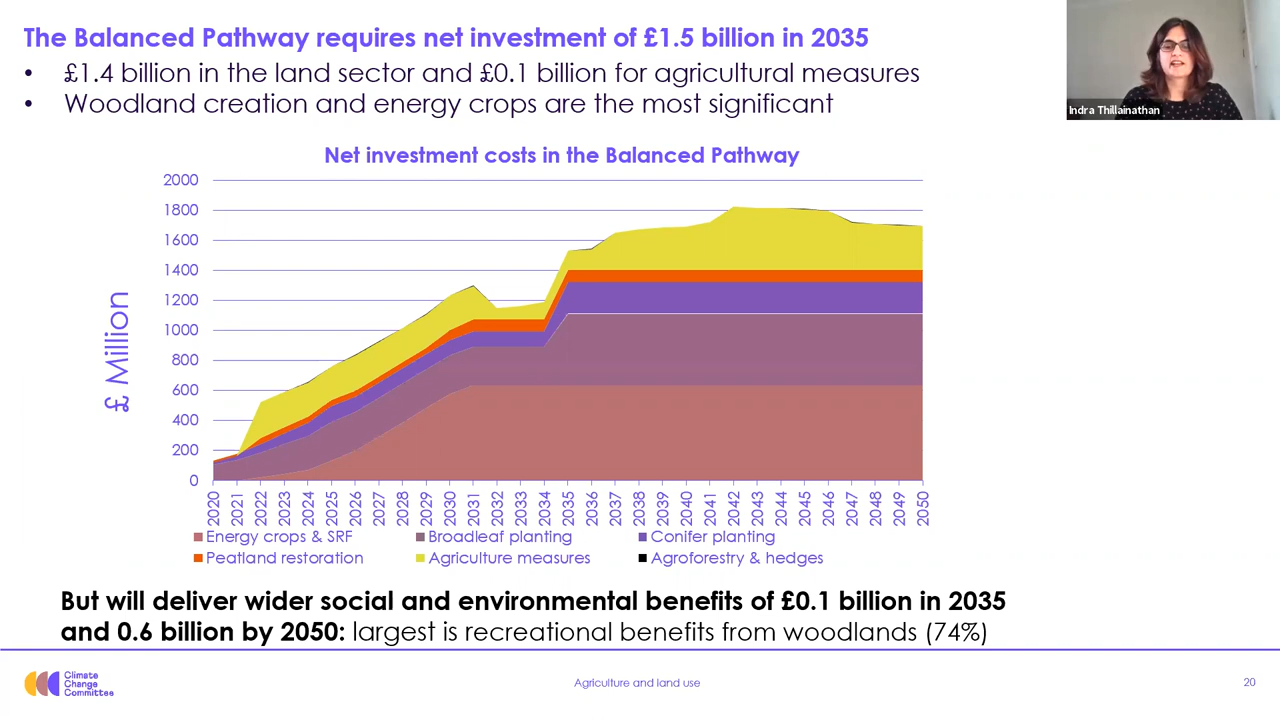 The Balanced Pathway requires net investment of £1.5 billion in 2035
• £1.4 billion in the land sector and £0.1 billion for agricultural measures
• Woodland creation and energy crops are the most significant
Indra Thillainathan
Net investment costs in the Balanced Pathway
2000
1800
1600
1400
1200
1000
800
600
400
200
0
£ Million
2020
2021
2022
2023
2024
2025
2026
2027
2028
2029
2030
2031
2032
2033
2034
2035
2036
2037
2038
2039
2040
2041
2042
2043
2044
2045
2046
2047
2048
2049
2050
Energy crops & SRF
Broadleaf planting
Conifer planting
Peatland restoration
Agriculture measures
Agroforestry & hedges
But will deliver wider social and environmental benefits of £0.1 billion in 2035
and 0.6 billion by 2050: largest is recreational benefits from woodlands (74%)
Climate
Change
Committee
Agriculture and land use
20